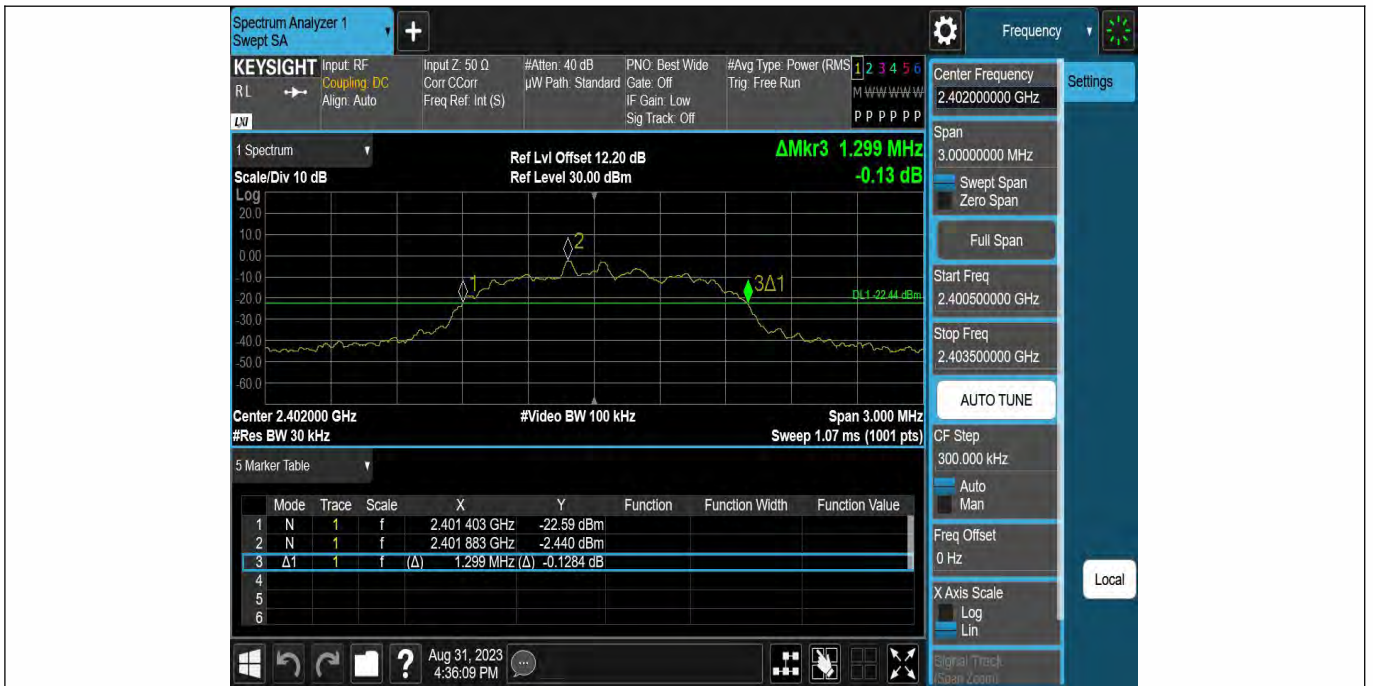 Spectrum Analyzer 1
Swept SA
+
Frequency
KEYSIGHT
RL
LXI
Input: RF
Coupling: DC
Align: Auto
Input Z: 50 Ω
Corr CCorr
Freq Ref: Int (S)
#Atten: 40 dB
µW Path: Standard
PNO: Best Wide
Gate: Off
IF Gain: Low
Sig Track: Off
#Avg Type: Power (RMS
Trig: Free Run
1 2 3 4 5 6
M W W W W W
P P P P P P
1 Spectrum
Scale/Div 10 dB
Ref Lvl Offset 12.20 dB
Ref Level 30.00 dBm
ΔMkr3 1.299 MHz
-0.13 dB
Log
20.0
10.0
0.00
-10.0
-20.0
-30.0
-40.0
-50.0
-60.0
1
2
3Δ1
DL1 -22.44 dBm
Center 2.402000 GHz
#Video BW 100 kHz
Span 3.000 MHz
#Res BW 30 kHz
Sweep 1.07 ms (1001 pts)
5 Marker Table
Mode Trace Scale X Y Function Function Width Function Value
1 N 1 f 2.401 403 GHz -22.59 dBm
2 N 1 f 2.401 883 GHz -2.440 dBm
3 Δ1 1 f (Δ) 1.299 MHz (Δ) -0.1284 dB
4
5
6
?
Aug 31, 2023
4:36:09 PM
Center Frequency
2.402000000 GHz
Span
3.00000000 MHz
Swept Span
Zero Span
Full Span
Start Freq
2.400500000 GHz
Stop Freq
2.403500000 GHz
AUTO TUNE
CF Step
300.000 kHz
Auto
Man
Freq Offset
0 Hz
X Axis Scale
Log
Lin
Signal Track
(Span Zoom)
Settings
Local